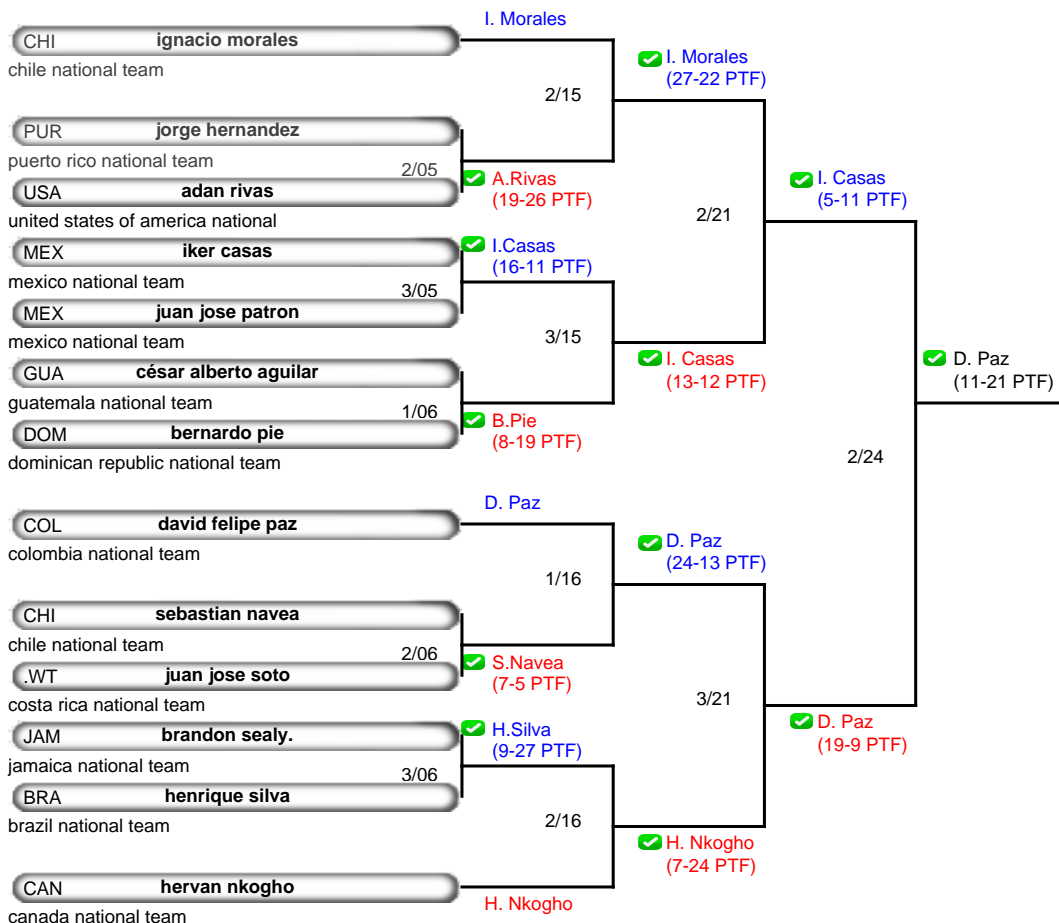 I. Morales
CHI ignacio morales
chile national team
I. Morales
(27-22 PTF)
2/15
PUR jorge hernandez
puerto rico national team
2/05
A.Rivas
(19-26 PTF)
USA adan rivas
united states of america national
I. Casas
(5-11 PTF)
2/21
MEX iker casas
mexico national team
I.Casas
(16-11 PTF)
3/05
MEX juan jose patron
mexico national team
3/15
I. Casas
(13-12 PTF)
D. Paz
(11-21 PTF)
GUA césar alberto aguilar
guatemala national team
1/06
B.Pie
(8-19 PTF)
DOM bernardo pie
dominican republic national team
2/24
D. Paz
COL david felipe paz
colombia national team
D. Paz
(24-13 PTF)
1/16
CHI sebastian navea
chile national team
2/06
S.Navea
(7-5 PTF)
.WT juan jose soto
costa rica national team
3/21
D. Paz
(19-9 PTF)
JAM brandon sealy.
jamaica national team
H.Silva
(9-27 PTF)
3/06
BRA henrique silva
brazil national team
2/16
H. Nkogho
(7-24 PTF)
CAN hervan nkogho
canada national team
H. Nkogho